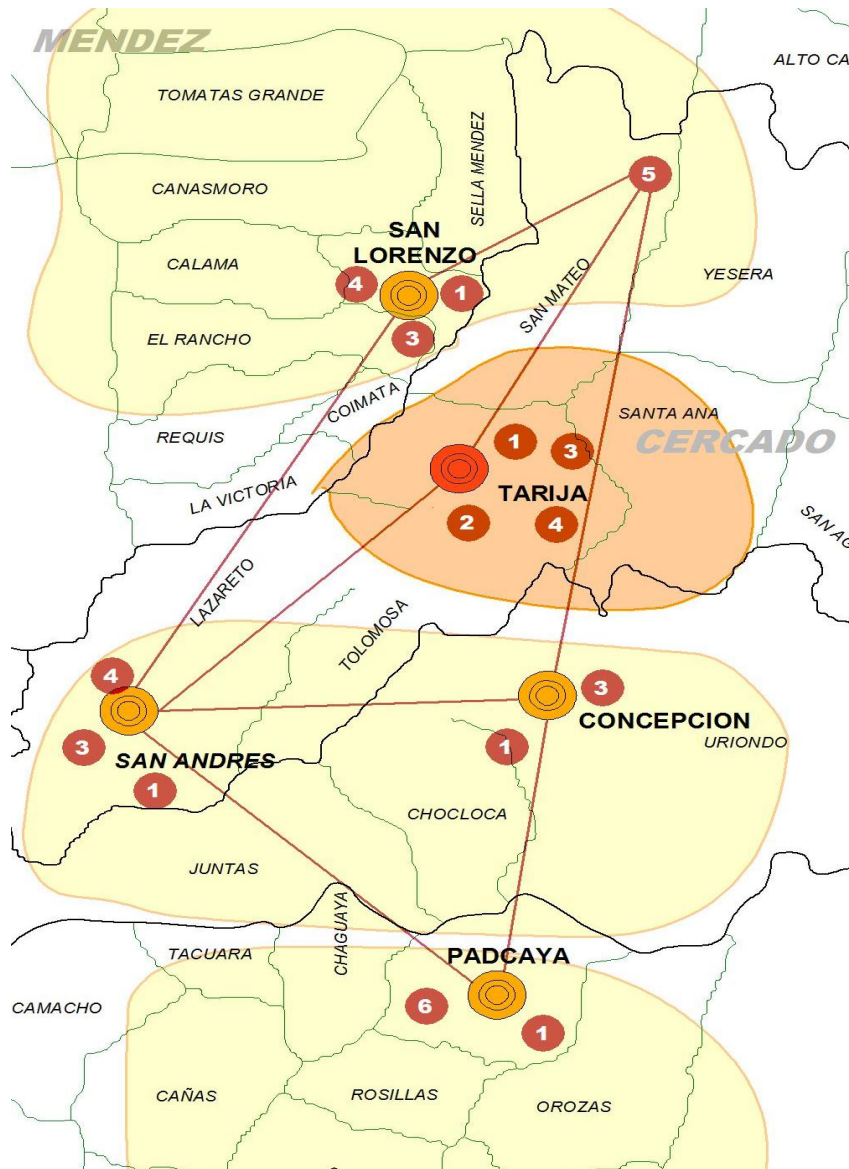 MENDEZ
ALTO CA
TOMATAS GRANDE
SELLA MENDEZ
5
CANASMORO
SAN
LORENZO
CALAMA
4
1
YESERA
SAN MATEO
EL RANCHO
3
COIMATA
SANTA ANA
REQUIS
1
3
CERCADO
LA VICTORIA
TARIJA
2
4
SAN AG
LAZARETO
TOLOMOSA
4
3
CONCEPCION
URIONDO
3
SAN ANDRES
1
1
CHOCLOCA
JUNTAS
CHAGUAYA
TACUARA
PADCAYA
CAMACHO
6
1
CAÑAS
ROSILLAS
OROZAS